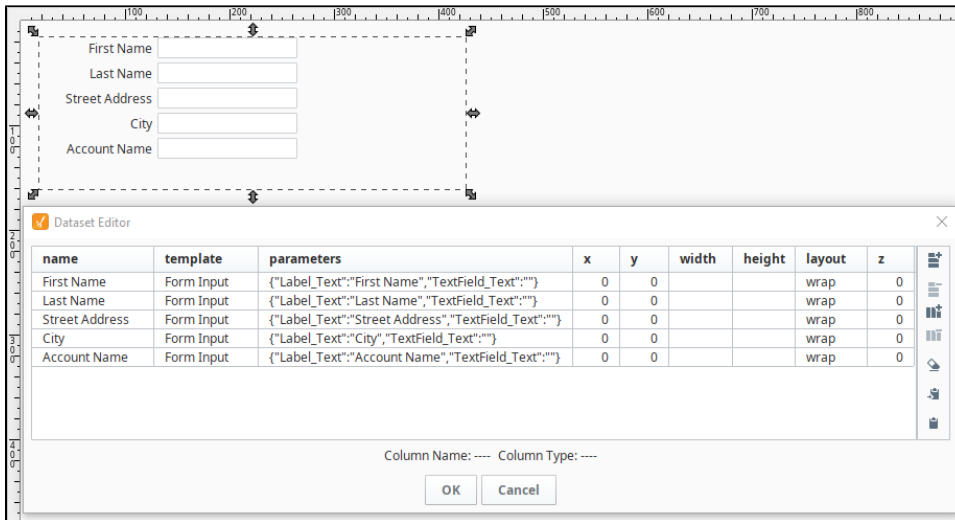 100 200 300 400 500 600 700 800
First Name
Last Name
Street Address
City
100
Account Name
200
Dataset Editor
name template parameters x y width height layout z
First Name Form Input {"Label_Text":"First Name","TextField_Text":""} 0 0 wrap 0
Last Name Form Input {"Label_Text":"Last Name","TextField_Text":""} 0 0 wrap 0
Street Address Form Input {"Label_Text":"Street Address","TextField_Text":""} 0 0 wrap 0
300
City Form Input {"Label_Text":"City","TextField_Text":""} 0 0 wrap 0
Account Name Form Input {"Label_Text":"Account Name","TextField_Text":""} 0 0 wrap 0
400
Column Name: ---- Column Type: ----
OK Cancel